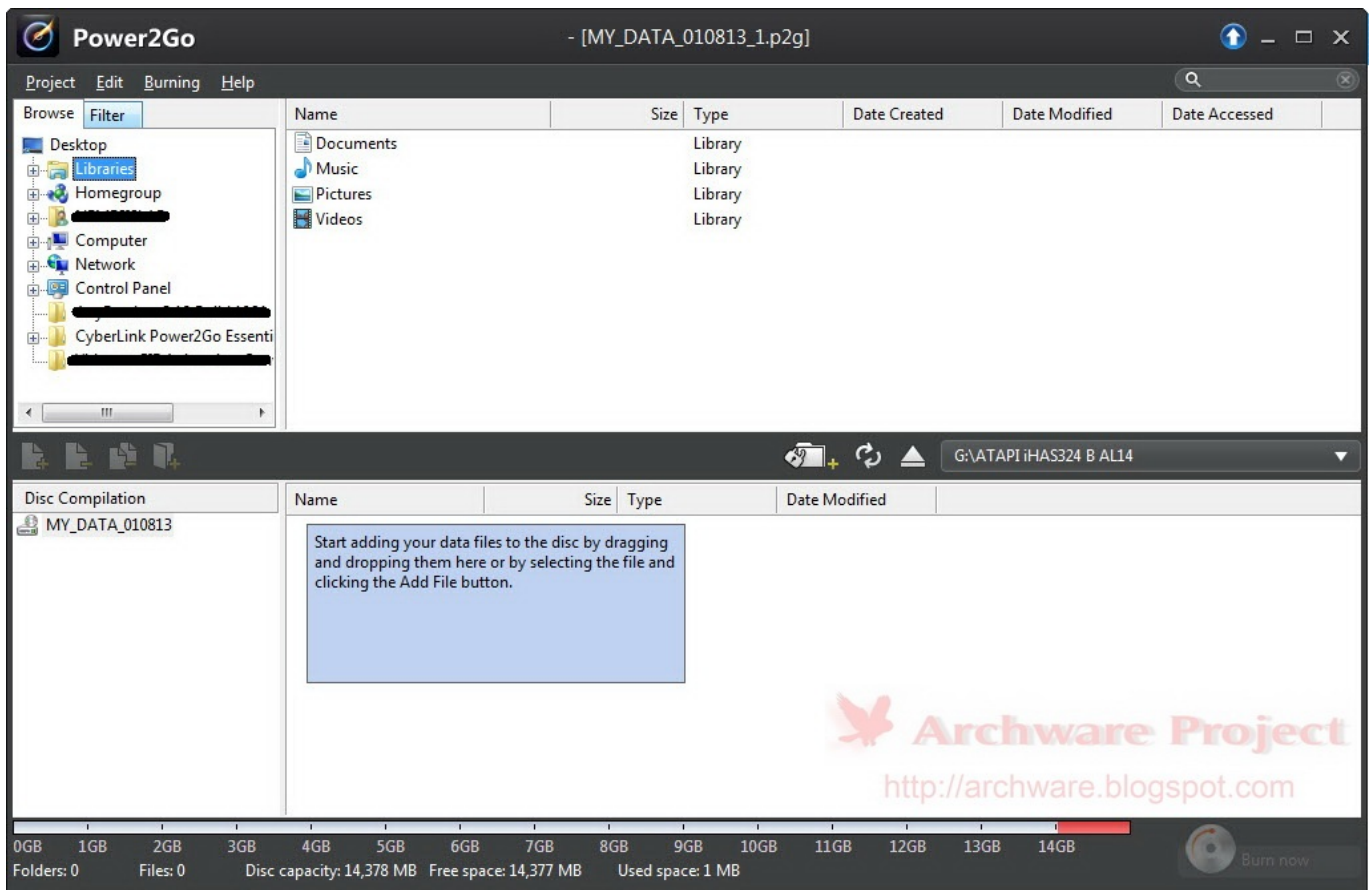 Power2Go - [MY_DATA_010813_1.p2g]
Project Edit Burning Help
Browse Filter
Name Size Type Date Created Date Modified Date Accessed
Desktop
Libraries
Homegroup
Computer
Network
Control Panel
CyberLink Power2Go Essenti
Documents Library
Music Library
Pictures Library
Videos Library
G:\ATAPI iHAS324 B AL14
Disc Compilation
MY_DATA_010813
Name Size Type Date Modified
Start adding your data files to the disc by dragging
and dropping them here or by selecting the file and
clicking the Add File button.
Archware Project
http://archware.blogspot.com
0GB 1GB 2GB 3GB 4GB 5GB 6GB 7GB 8GB 9GB 10GB 11GB 12GB 13GB 14GB
Burn now
Folders: 0 Files: 0 Disc capacity: 14,378 MB Free space: 14,377 MB Used space: 1 MB